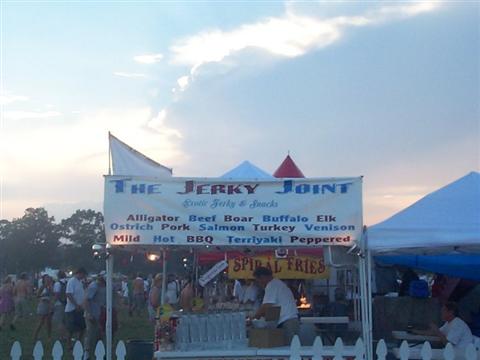 The Jerky Joint
Exotic Jerky & Snacks
Alligator Beef Boar Buffalo Elk
Ostrich Pork Salmon Turkey Venison
Mild Hot BBQ Terriyaki Peppered
SPIRAL FRIES